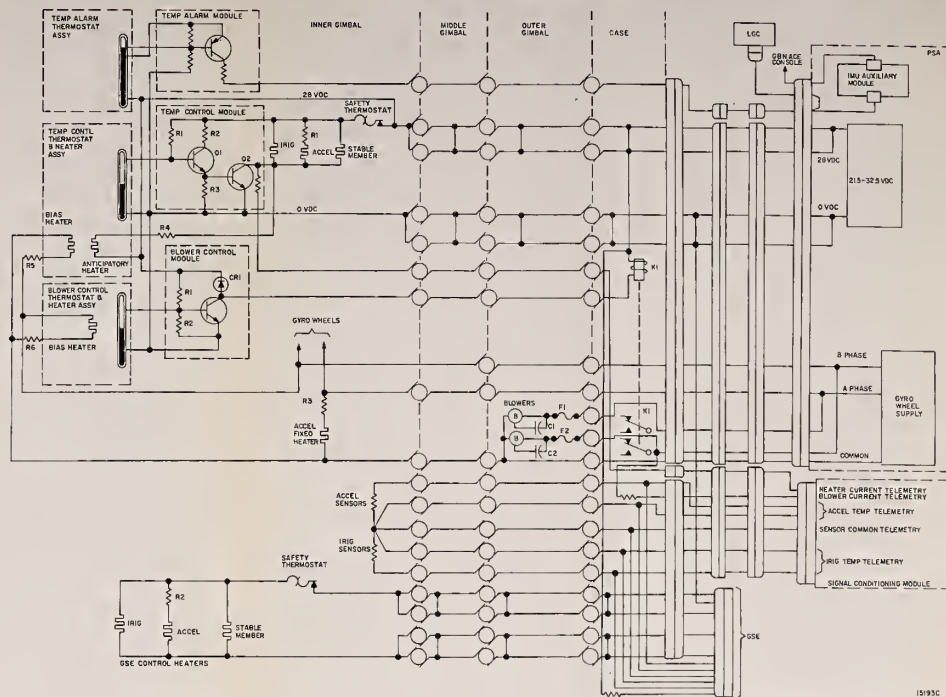 TEMP ALARM
THERMOSTAT
ASSY
TEMP ALARM MODULE
INNER GIMBAL
MIDDLE
GIMBAL
OUTER
GIMBAL
CASE
LGC
G&N ACE
CONSOLE
PSA
IMU AUXILIARY
MODULE
28 VDC
SAFETY
THERMOSTAT
TEMP CONTROL MODULE
TEMP CONTL
THERMOSTAT
& HEATER
ASSY
R1
R2
Q1
Q2
R3
IRIG
R1
ACCEL
STABLE
MEMBER
28 VDC
21.5-32.5 VDC
0 VDC
0 VDC
BIAS
HEATER
R4
R5
ANTICIPATORY
HEATER
BLOWER CONTROL
MODULE
CR1
K1
BLOWER CONTROL
THERMOSTAT &
HEATER ASSY
R1
R2
R6
BIAS HEATER
GYRO WHEELS
B PHASE
A PHASE
GYRO
WHEEL
SUPPLY
COMMON
R3
ACCEL
FIXED
HEATER
BLOWERS
B
F1
C1
B
F2
C2
K1
ACCEL
SENSORS
IRIG
SENSORS
HEATER CURRENT TELEMETRY
BLOWER CURRENT TELEMETRY
ACCEL TEMP TELEMETRY
SENSOR COMMON TELEMETRY
IRIG TEMP TELEMETRY
SIGNAL CONDITIONING MODULE
SAFETY
THERMOSTAT
R2
IRIG
ACCEL
STABLE
MEMBER
GSE CONTROL HEATERS
GSE
15193C